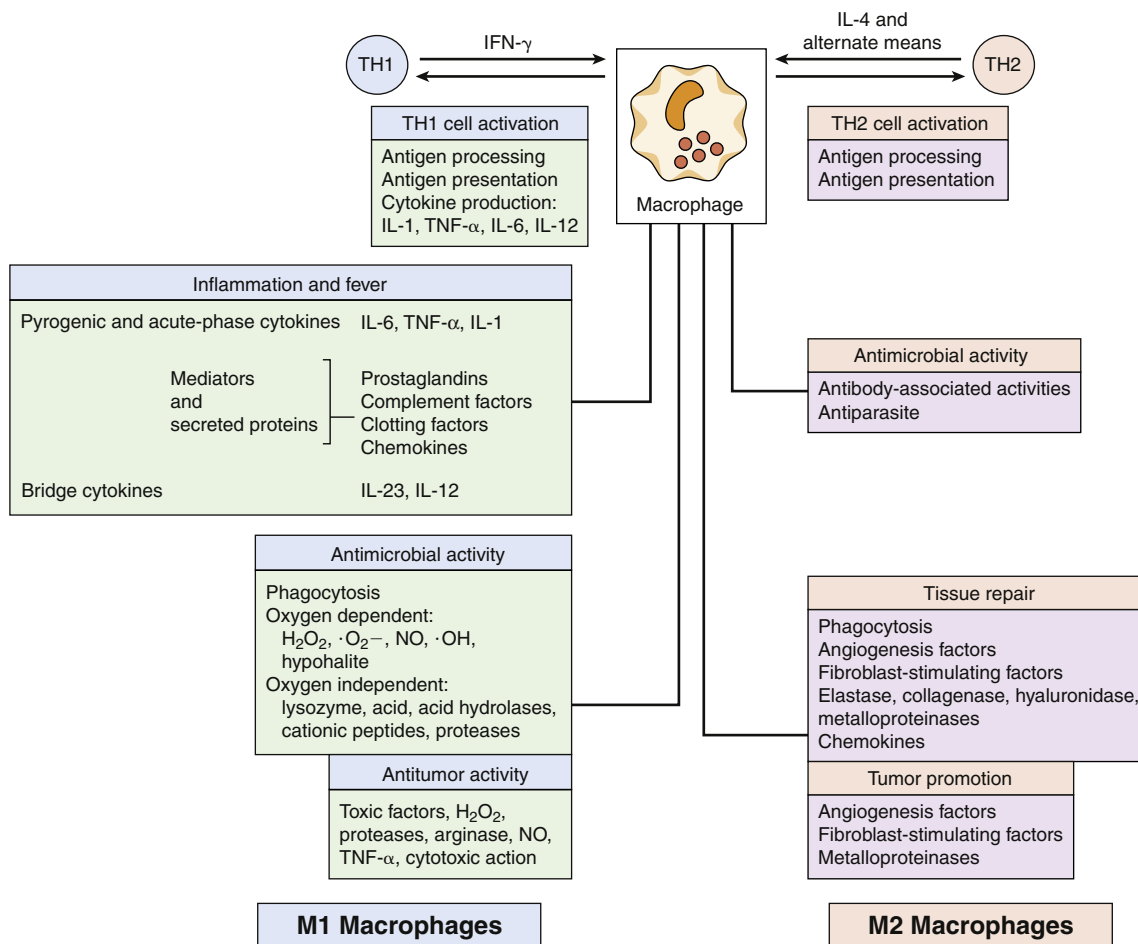 TH1
IFN-γ
Macrophage
IL-4 and
alternate means
TH2
TH1 cell activation
Antigen processing
Antigen presentation
Cytokine production:
IL-1, TNF-α, IL-6, IL-12
TH2 cell activation
Antigen processing
Antigen presentation
Inflammation and fever
Pyrogenic and acute-phase cytokines IL-6, TNF-α, IL-1
Mediators
and
secreted proteins
Prostaglandins
Complement factors
Clotting factors
Chemokines
Bridge cytokines IL-23, IL-12
Antimicrobial activity
Antibody-associated activities
Antiparasite
Antimicrobial activity
Phagocytosis
Oxygen dependent:
H₂O₂, ·O₂−, NO, ·OH,
hypohalite
Oxygen independent:
lysozyme, acid, acid hydrolases,
cationic peptides, proteases
Antitumor activity
Toxic factors, H₂O₂,
proteases, arginase, NO,
TNF-α, cytotoxic action
Tissue repair
Phagocytosis
Angiogenesis factors
Fibroblast-stimulating factors
Elastase, collagenase, hyaluronidase,
metalloproteinases
Chemokines
Tumor promotion
Angiogenesis factors
Fibroblast-stimulating factors
Metalloproteinases
M1 Macrophages
M2 Macrophages